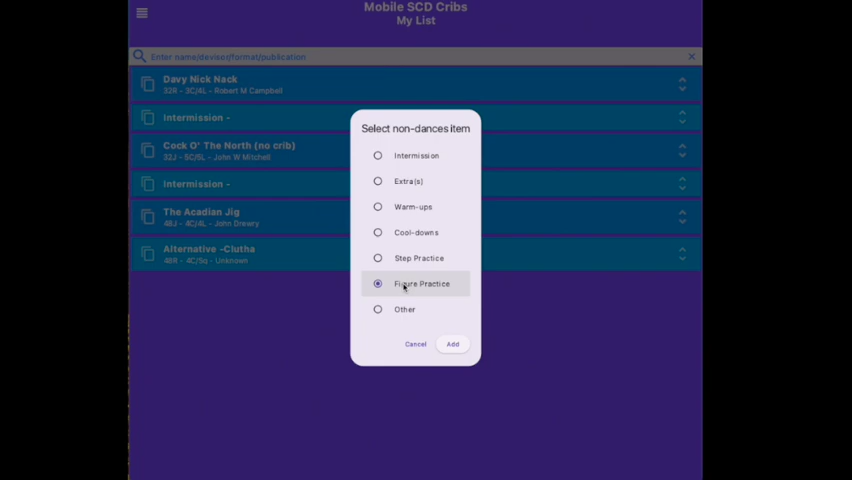 Mobile SCD Cribs
My List
Enter name/deviser/format/publication
Davy Nick Nack
32R - 3C/4L - Robert M Campbell
Intermission -
Cock O' The North (no crib)
32J - 5C/5L - John W Mitchell
Intermission -
The Acadian Jig
48J - 4C/4L - John Drewry
Alternative -Clutha
48R - 4C/Sq - Unknown
Select non-dances item
Intermission
Extra(s)
Warm-ups
Cool-downs
Step Practice
Figure Practice
Other
Cancel
Add